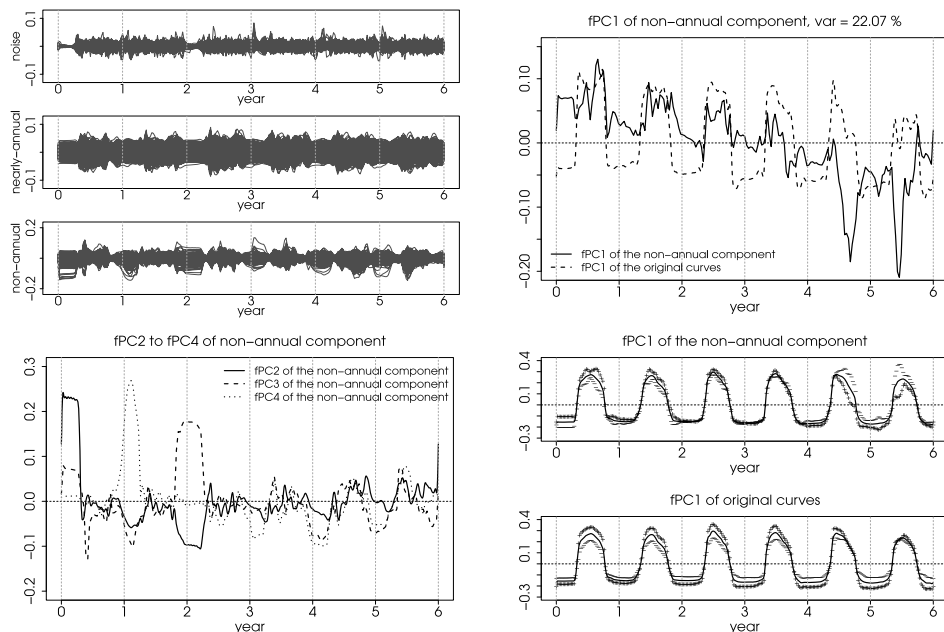 noise
0.1
−0.1
0 1 2 3 4 5 6
year
nearly−annual
0.1
−0.1
0 1 2 3 4 5 6
year
non−annual
0.2
−0.2
0 1 2 3 4 5 6
year
fPC2 to fPC4 of non−annual component
fPC2 of the non−annual component
fPC3 of the non−annual component
fPC4 of the non−annual component
0.3
0.2
0.1
0.0
−0.1
−0.2
0 1 2 3 4 5 6
year
fPC1 of non−annual component, var = 22.07 %
0.10
0.00
−0.10
−0.20
fPC1 of the non−annual component
fPC1 of the original curves
0 1 2 3 4 5 6
year
fPC1 of the non−annual component
0.4
0.1
−0.3
0 1 2 3 4 5 6
year
fPC1 of original curves
0.4
0.1
−0.3
0 1 2 3 4 5 6
year